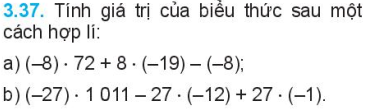 3.37. Tính giá trị của biểu thức sau một
cách hợp lí:
a) (–8) · 72 + 8 · (–19) – (–8);
b) (–27) · 1 011 – 27 · (–12) + 27 · (–1).